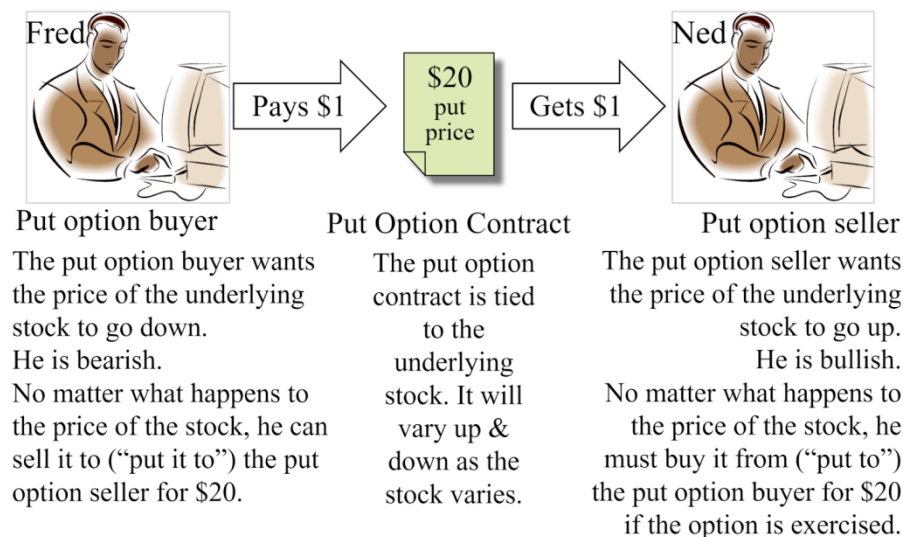 Fred
Pays $1
$20
put
price
Gets $1
Ned
Put option buyer
The put option buyer wants
the price of the underlying
stock to go down.
He is bearish.
No matter what happens to
the price of the stock, he can
sell it to (“put it to”) the put
option seller for $20.
Put Option Contract
The put option
contract is tied
to the
underlying
stock. It will
vary up &
down as the
stock varies.
Put option seller
The put option seller wants
the price of the underlying
stock to go up.
He is bullish.
No matter what happens to
the price of the stock, he
must buy it from (“put to”)
the put option buyer for $20
if the option is exercised.